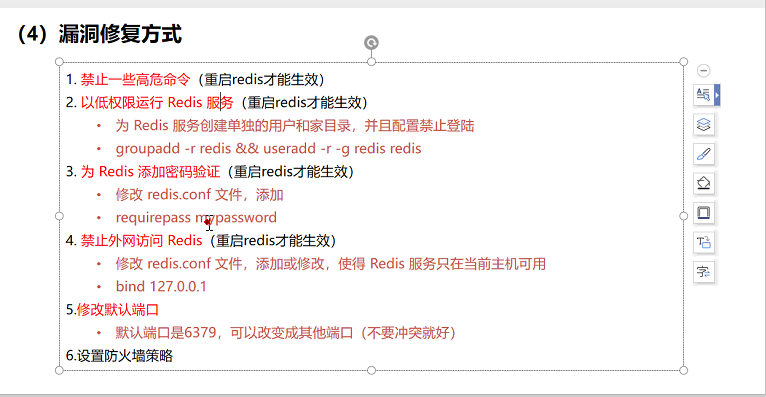 （4）漏洞修复方式
1. 禁止一些高危命令（重启redis才能生效）
2. 以低权限运行 Redis 服务（重启redis才能生效）
• 为 Redis 服务创建单独的用户和家目录，并且配置禁止登陆
• groupadd -r redis && useradd -r -g redis redis
3. 为 Redis 添加密码验证（重启redis才能生效）
• 修改 redis.conf 文件，添加
• requirepass mypassword
4. 禁止外网访问 Redis（重启redis才能生效）
• 修改 redis.conf 文件，添加或修改，使得 Redis 服务只在当前主机可用
• bind 127.0.0.1
5.修改默认端口
• 默认端口是6379，可以改变成其他端口（不要冲突就好）
6.设置防火墙策略